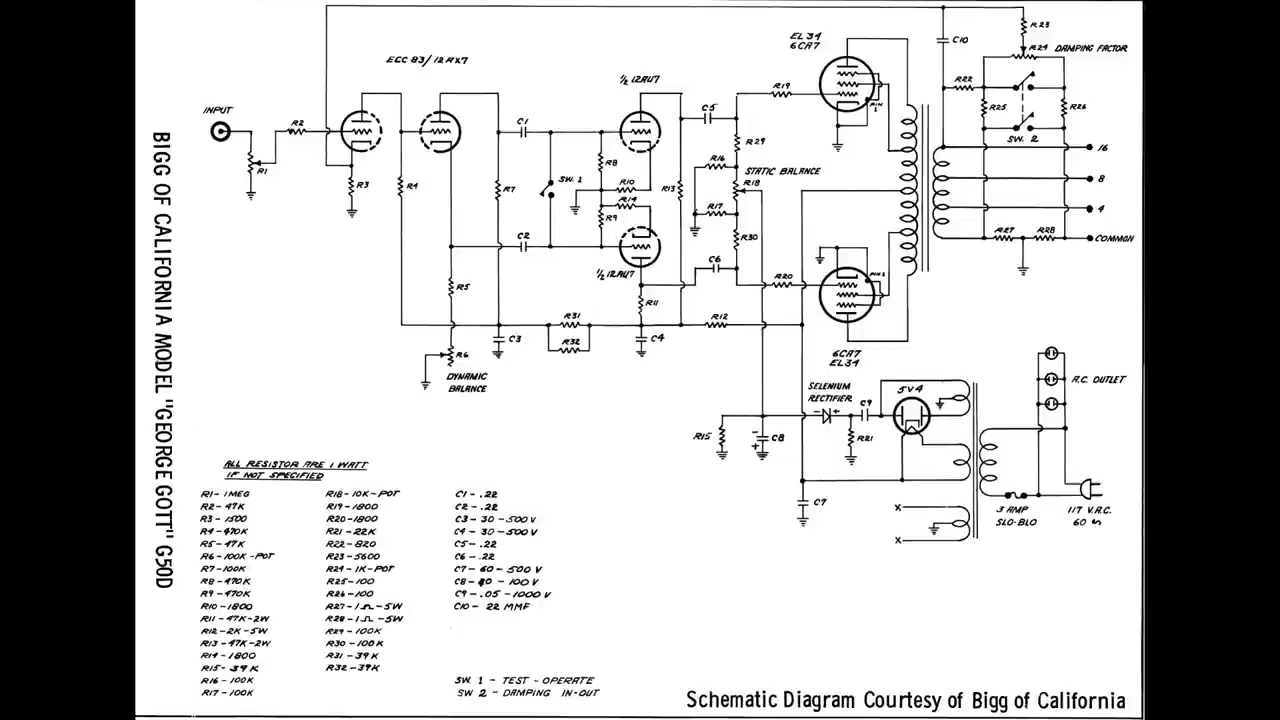 BIGG OF CALIFORNIA MODEL "GEORGE GOTT" G50D
INPUT
R1
R2
ECC 83/12AX7
R3
R4
R5
R6
DYNAMIC
BALANCE
R7
C1
C2
C3
SW. 1
R8
R10
R14
R9
½ 12AU7
½ 12AU7
R11
R31
R32
C4
R13
C5
C6
R12
R29
R16
STATIC BALANCE
R18
R17
R30
R19
R20
EL34
6CA7
PIN 1
PIN 1
6CA7
EL34
C10
R23
R24
DAMPING FACTOR
R22
R25
R26
SW. 2
16
8
4
COMMON
R27
R28
SELENIUM
RECTIFIER
- +
C9
5V4
R15
- +
C8
R21
C7
X
X
A.C. OUTLET
3 AMP
SLO-BLO
117 V.A.C.
60 ∽
ALL RESISTOR ARE 1 WATT
IF NOT SPECIFIED
R1-1MEG
R2-47K
R3-1500
R4-470K
R5-47K
R6-100K-POT
R7-100K
R8-470K
R9-470K
R10-1800
R11-47K-2W
R12-2K-5W
R13-47K-2W
R14-1800
R15-39K
R16-100K
R17-100K
R18-10K-POT
R19-1800
R20-1800
R21-22K
R22-820
R23-5600
R24-1K-POT
R25-100
R26-100
R27-1Ω-5W
R28-1Ω-5W
R29-100K
R30-100K
R31-39K
R32-39K
C1-.22
C2-.22
C3-30-500V
C4-30-500V
C5-.22
C6-.22
C7-60-500V
C9-.05-1000V
C10-22MMF
SW. 1 - TEST-OPERATE
SW 2 - DAMPING IN-OUT
Schematic Diagram Courtesy of Bigg of California